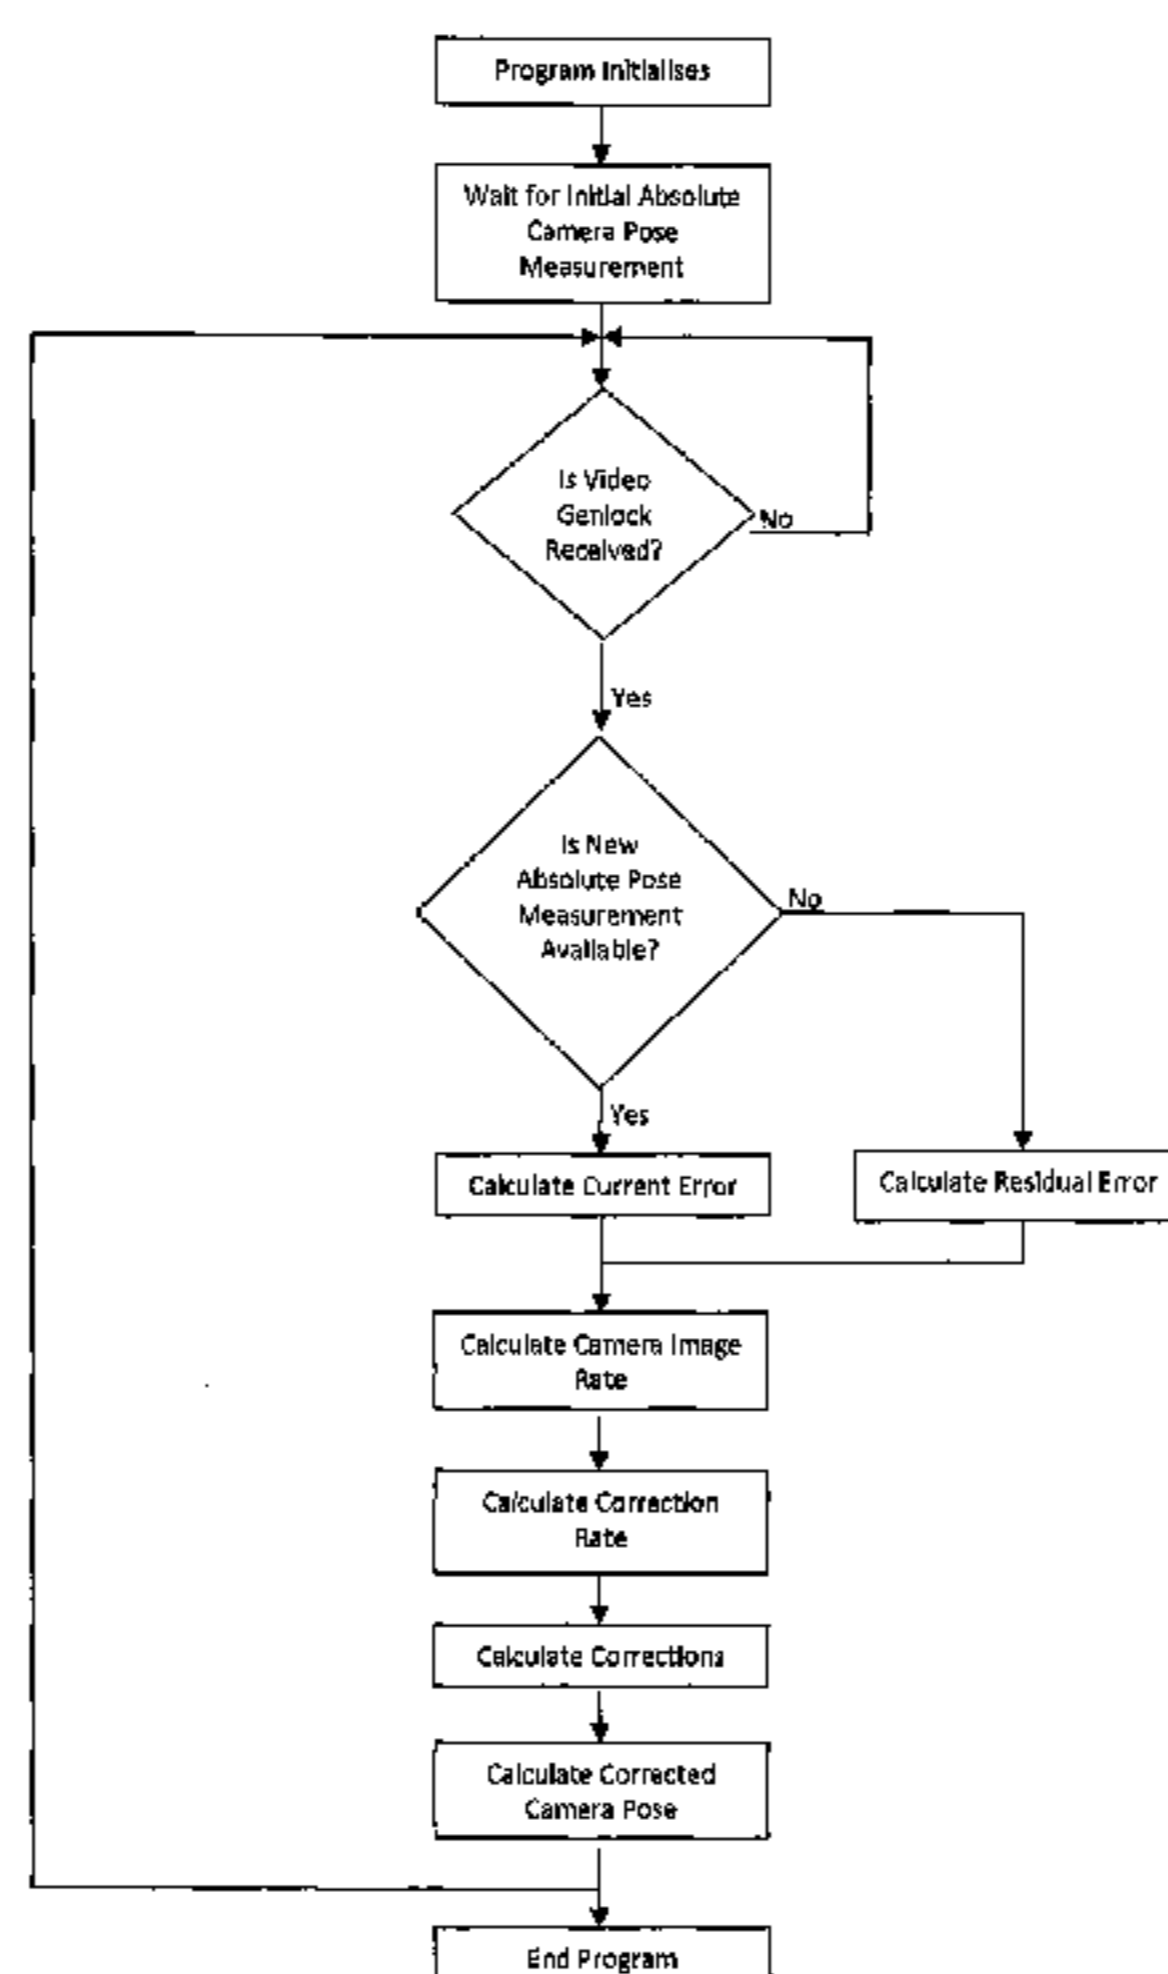 Program Initialises
Wait for Initial Absolute
Camera Pose
Measurement
Is Video
Genlock
Received?
No
Yes
Is New
Absolute Pose
Measurement
Available?
No
Yes
Calculate Current Error
Calculate Residual Error
Calculate Camera Image
Rate
Calculate Correction
Rate
Calculate Corrections
Calculate Corrected
Camera Pose
End Program